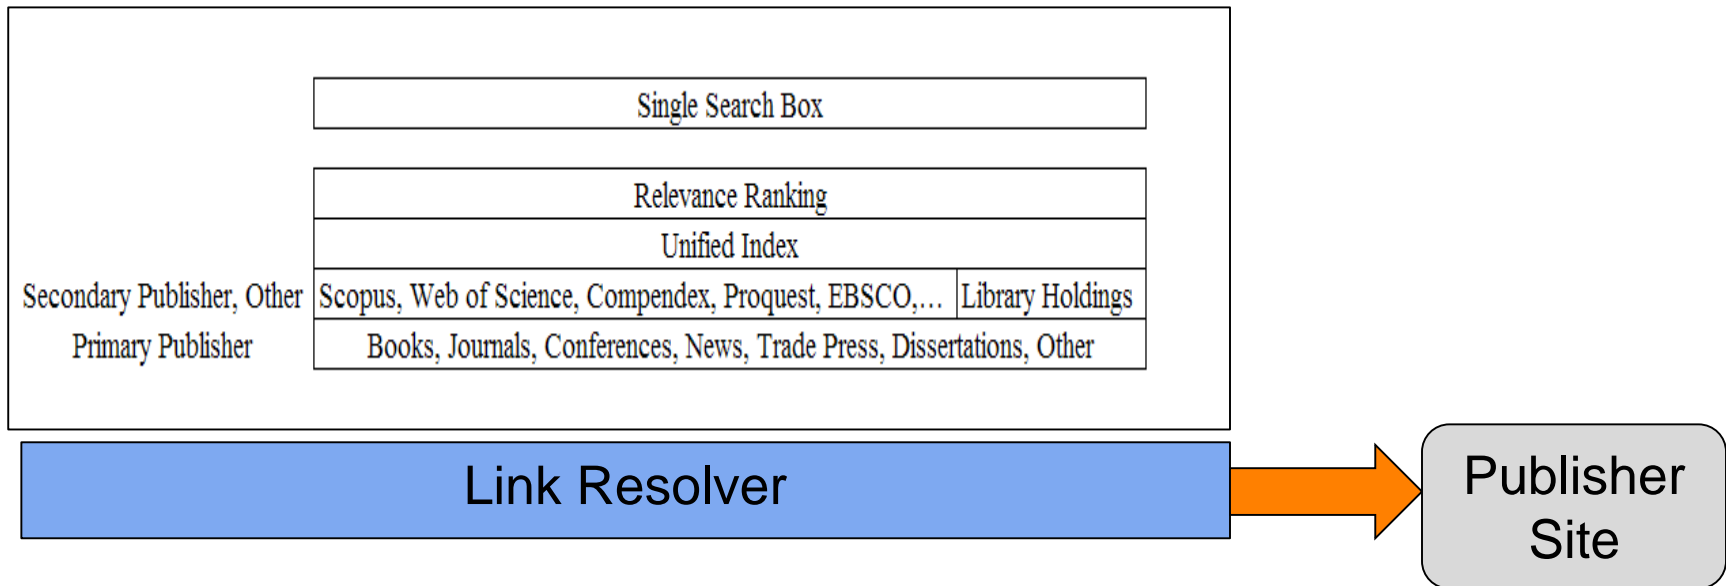 Single Search Box
Relevance Ranking
Unified Index
Secondary Publisher, Other Scopus, Web of Science, Compendex, Proquest, EBSCO,... Library Holdings
Primary Publisher Books, Journals, Conferences, News, Trade Press, Dissertations, Other
Link Resolver
Publisher
Site